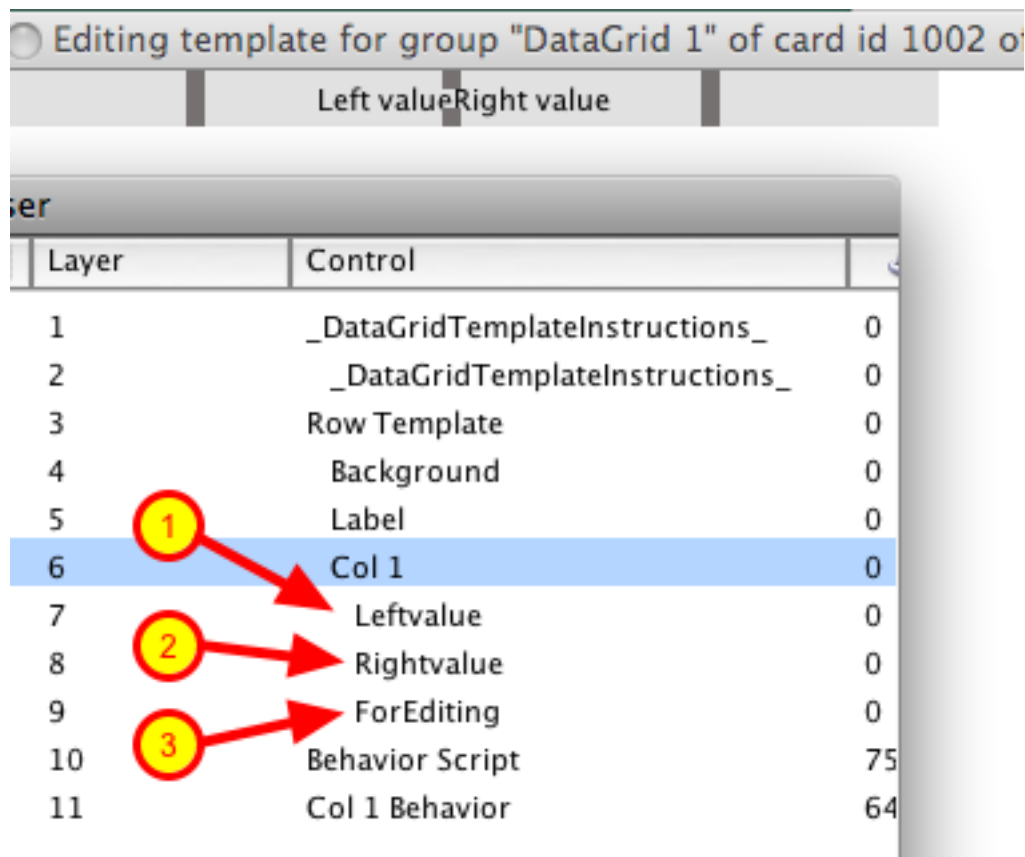 Editing template for group "DataGrid 1" of card id 1002
Left valueRight value
Layer Control
1 _DataGridTemplateInstructions_ 0
2 _DataGridTemplateInstructions_ 0
3 Row Template 0
4 Background 0
5 Label 0
1
6 Col 1 0
7 Leftvalue 0
2
8 Rightvalue 0
9 ForEditing 0
3
10 Behavior Script 75
11 Col 1 Behavior 64